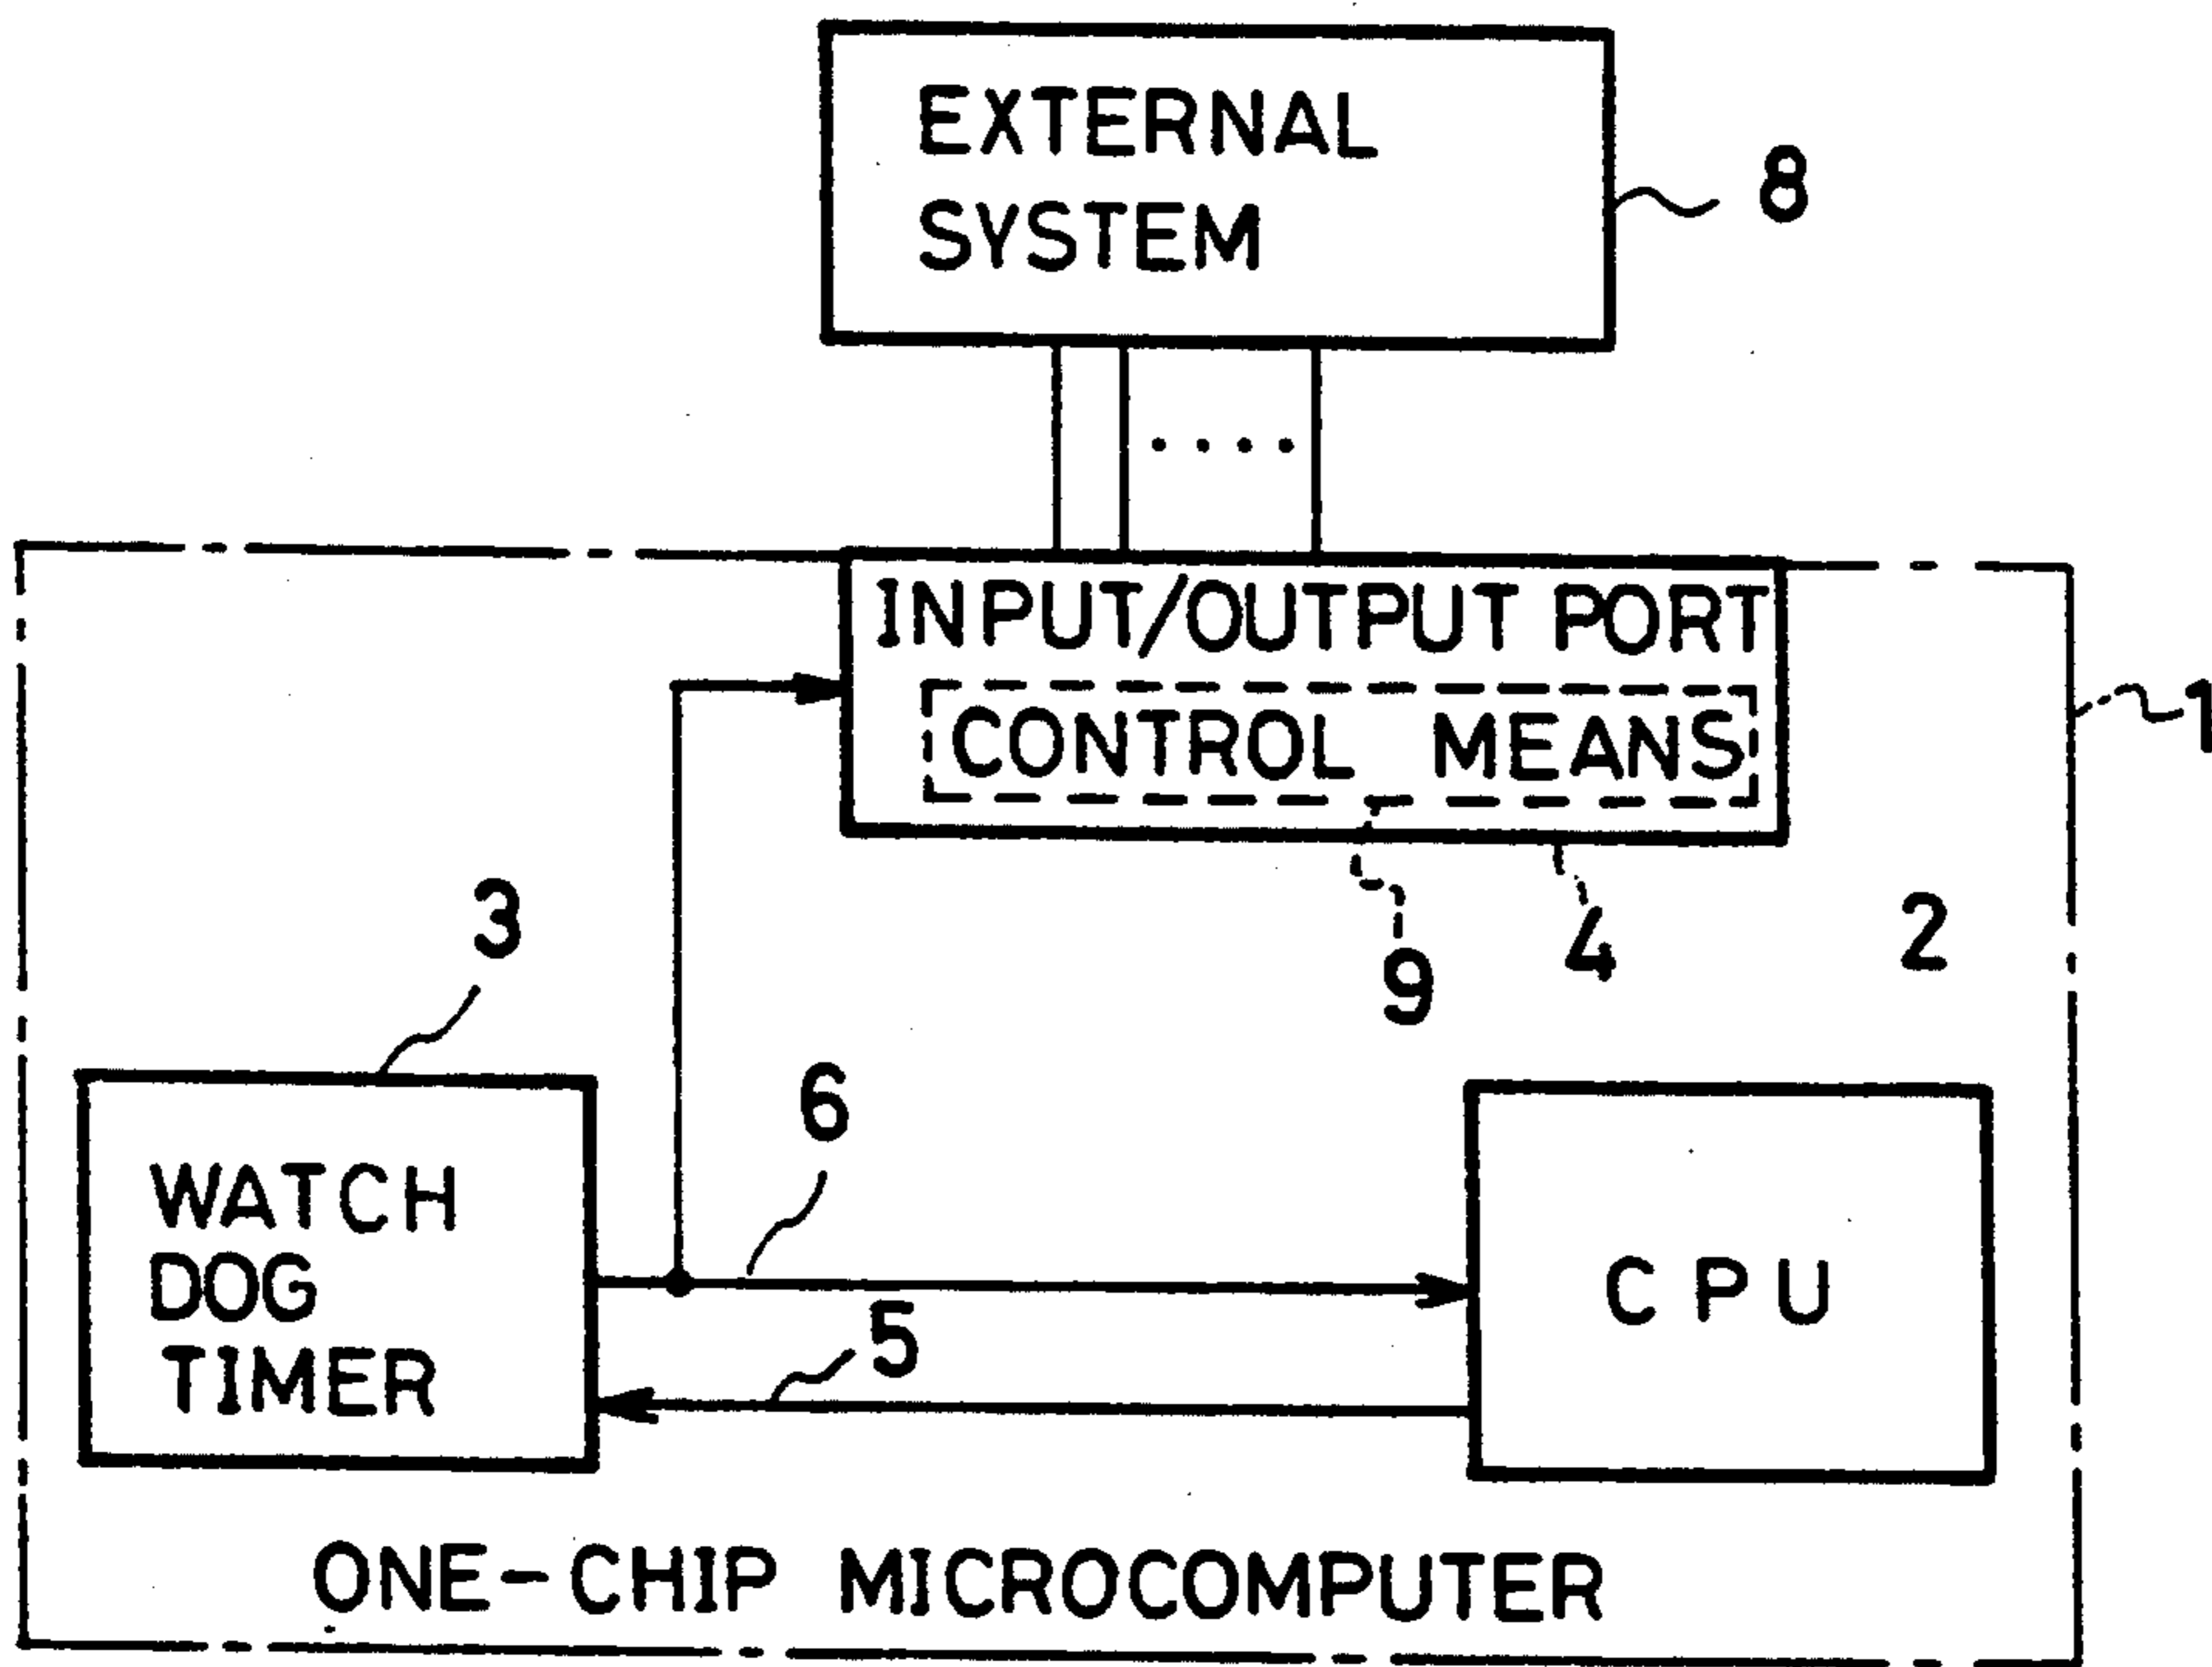 EXTERNAL
SYSTEM
8
INPUT/OUTPUT PORT
CONTROL MEANS
1
3
9
4
2
6
WATCH
DOG
TIMER
5
CPU
ONE-CHIP MICROCOMPUTER